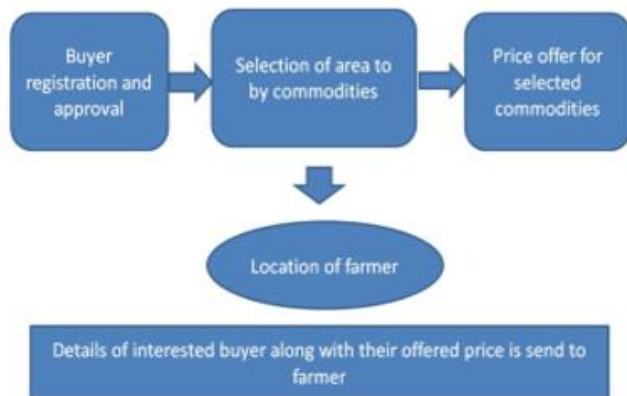 Buyer
registration and
approval
Selection of area to
by commodities
Price offer for
selected
commodities
Location of farmer
Details of interested buyer along with their offered price is send to
farmer